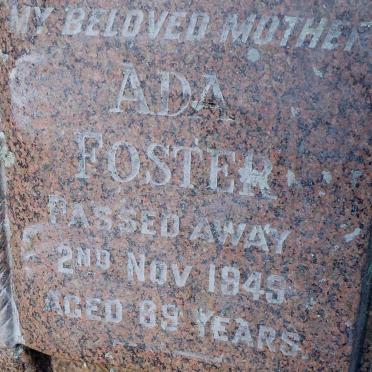 MY BELOVED MOTHER
ADA
FOSTER
PASSED AWAY
2ND NOV 1949
AGED 89 YEARS.